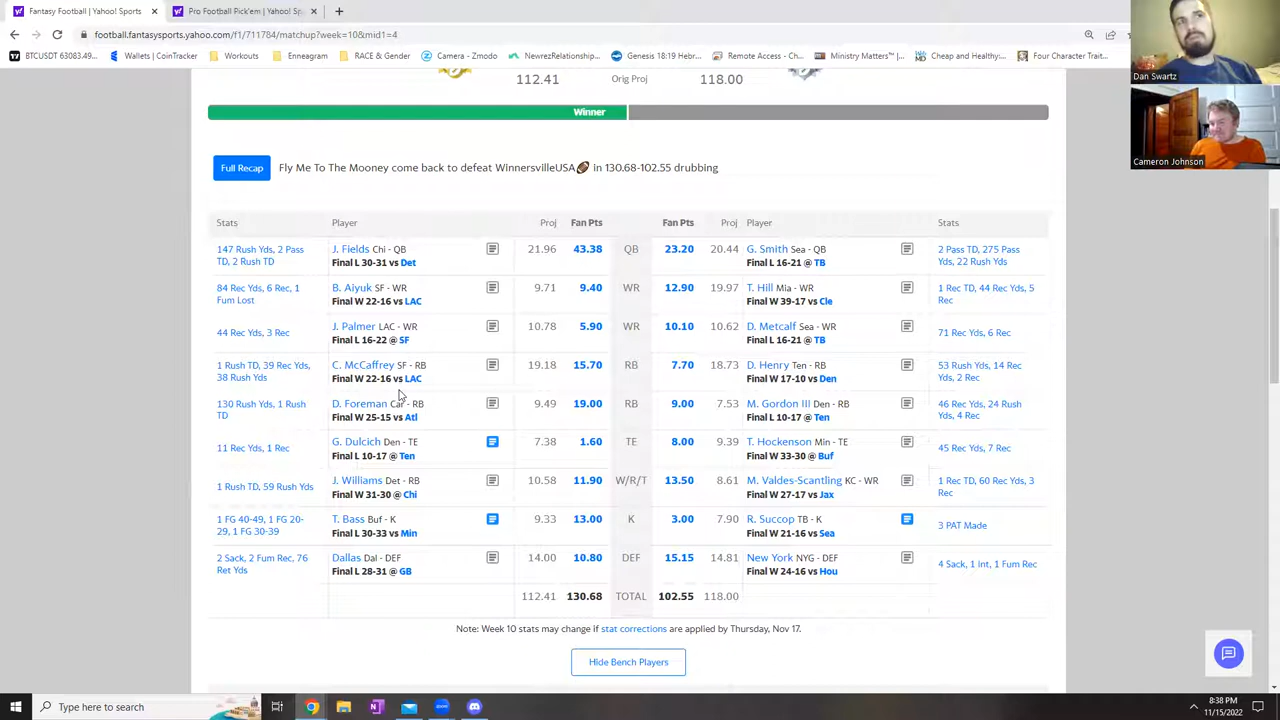 Fantasy Football | Yahoo! Sports
Pro Football Pick'em | Yahoo! Sp
football.fantasysports.yahoo.com/f1/711784/matchup?week=10&mid1=4
BTCUSDT 63083.49... Wallets | CoinTracker Workouts Enneagram RACE & Gender Camera - Zmodo NewrezRelationship... Genesis 18:19 Hebr... Remote Access - Cho... Ministry Matters™ |... Cheap and Healthy:... Four Character Trait...
Dan Swartz
Cameron Johnson
112.41 Orig Proj 118.00
Winner
Full Recap Fly Me To The Mooney come back to defeat WinnersvilleUSA🏈 in 130.68-102.55 drubbing
Stats Player Proj Fan Pts Fan Pts Proj Player Stats
147 Rush Yds, 2 Pass J. Fields Chi - QB 21.96 43.38 QB 23.20 20.44 G. Smith Sea - QB 2 Pass TD, 275 Pass
TD, 2 Rush TD Final L 30-31 vs Det Final L 16-21 @ TB Yds, 22 Rush Yds
84 Rec Yds, 6 Rec, 1 B. Aiyuk SF - WR 9.71 9.40 WR 12.90 19.97 T. Hill Mia - WR 1 Rec TD, 44 Rec Yds, 5
Fum Lost Final W 22-16 vs LAC Final W 39-17 vs Cle Rec
44 Rec Yds, 3 Rec J. Palmer LAC - WR 10.78 5.90 WR 10.10 10.62 D. Metcalf Sea - WR 71 Rec Yds, 6 Rec
Final L 16-22 @ SF Final L 16-21 @ TB
1 Rush TD, 39 Rec Yds, C. McCaffrey SF - RB 19.18 15.70 RB 7.70 18.73 D. Henry Ten - RB 53 Rush Yds, 14 Rec
38 Rush Yds Final W 22-16 vs LAC Final W 17-10 vs Den Yds, 2 Rec
130 Rush Yds, 1 Rush D. Foreman Car - RB 9.49 19.00 RB 9.00 7.53 M. Gordon III Den - RB 46 Rec Yds, 24 Rush
TD Final W 25-15 vs Atl Final L 10-17 @ Ten Yds, 4 Rec
11 Rec Yds, 1 Rec G. Dulcich Den - TE 7.38 1.60 TE 8.00 9.39 T. Hockenson Min - TE 45 Rec Yds, 7 Rec
Final L 10-17 @ Ten Final W 33-30 @ Buf
1 Rush TD, 59 Rush Yds J. Williams Det - RB 10.58 11.90 W/R/T 13.50 8.61 M. Valdes-Scantling KC - WR 1 Rec TD, 60 Rec Yds, 3
Final W 31-30 @ Chi Final W 27-17 vs Jax Rec
1 FG 40-49, 1 FG 20- T. Bass Buf - K 9.33 13.00 K 3.00 7.90 R. Succop TB - K 3 PAT Made
29, 1 FG 30-39 Final L 30-33 vs Min Final W 21-16 vs Sea
2 Sack, 2 Fum Rec, 76 Dallas Dal - DEF 14.00 10.80 DEF 15.15 14.81 New York NYG - DEF 4 Sack, 1 Int, 1 Fum Rec
Ret Yds Final L 28-31 @ GB Final W 24-16 vs Hou
112.41 130.68 TOTAL 102.55 118.00
Note: Week 10 stats may change if stat corrections are applied by Thursday, Nov 17.
Hide Bench Players
Type here to search
8:38 PM
11/15/2022